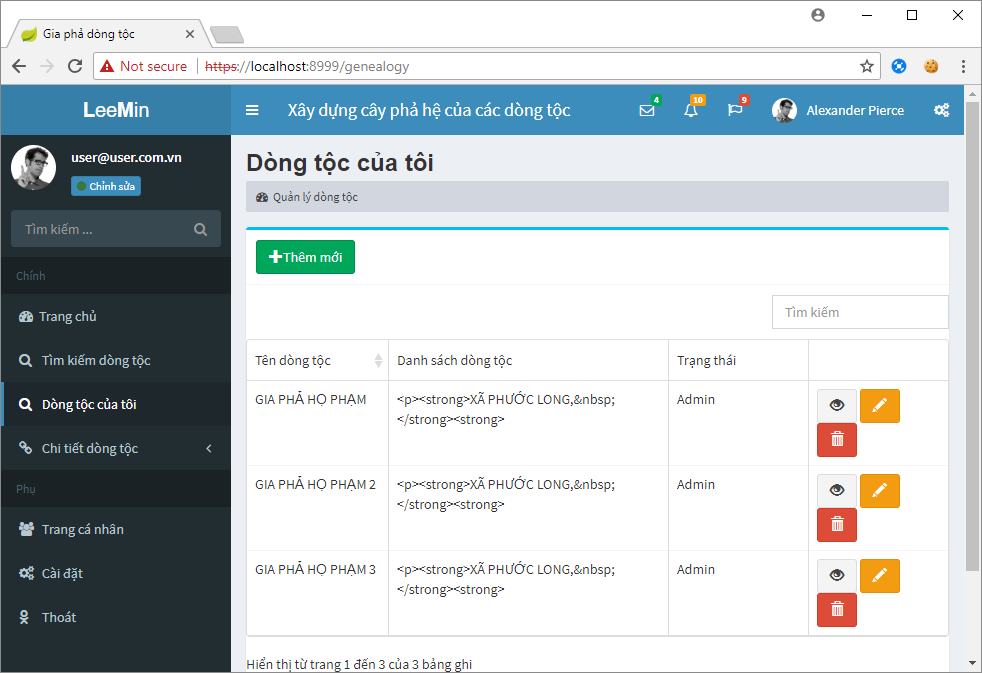 Gia phả dòng tộc
Not secure https://localhost:8999/genealogy
LeeMin
Xây dựng cây phả hệ của các dòng tộc
4
10
9
Alexander Pierce
user@user.com.vn
Chỉnh sửa
Tìm kiếm ...
Chính
Trang chủ
Tìm kiếm dòng tộc
Dòng tộc của tôi
Chi tiết dòng tộc
Phụ
Trang cá nhân
Cài đặt
Thoát
Dòng tộc của tôi
Quản lý dòng tộc
Thêm mới
Tìm kiếm
Tên dòng tộc Danh sách dòng tộc Trạng thái
GIA PHẢ HỌ PHẠM <p><strong>XÃ PHƯỚC LONG,&nbsp; Admin
</strong><strong>
GIA PHẢ HỌ PHẠM 2 <p><strong>XÃ PHƯỚC LONG,&nbsp; Admin
</strong><strong>
GIA PHẢ HỌ PHẠM 3 <p><strong>XÃ PHƯỚC LONG,&nbsp; Admin
</strong><strong>
Hiển thị từ trang 1 đến 3 của 3 bảng ghi